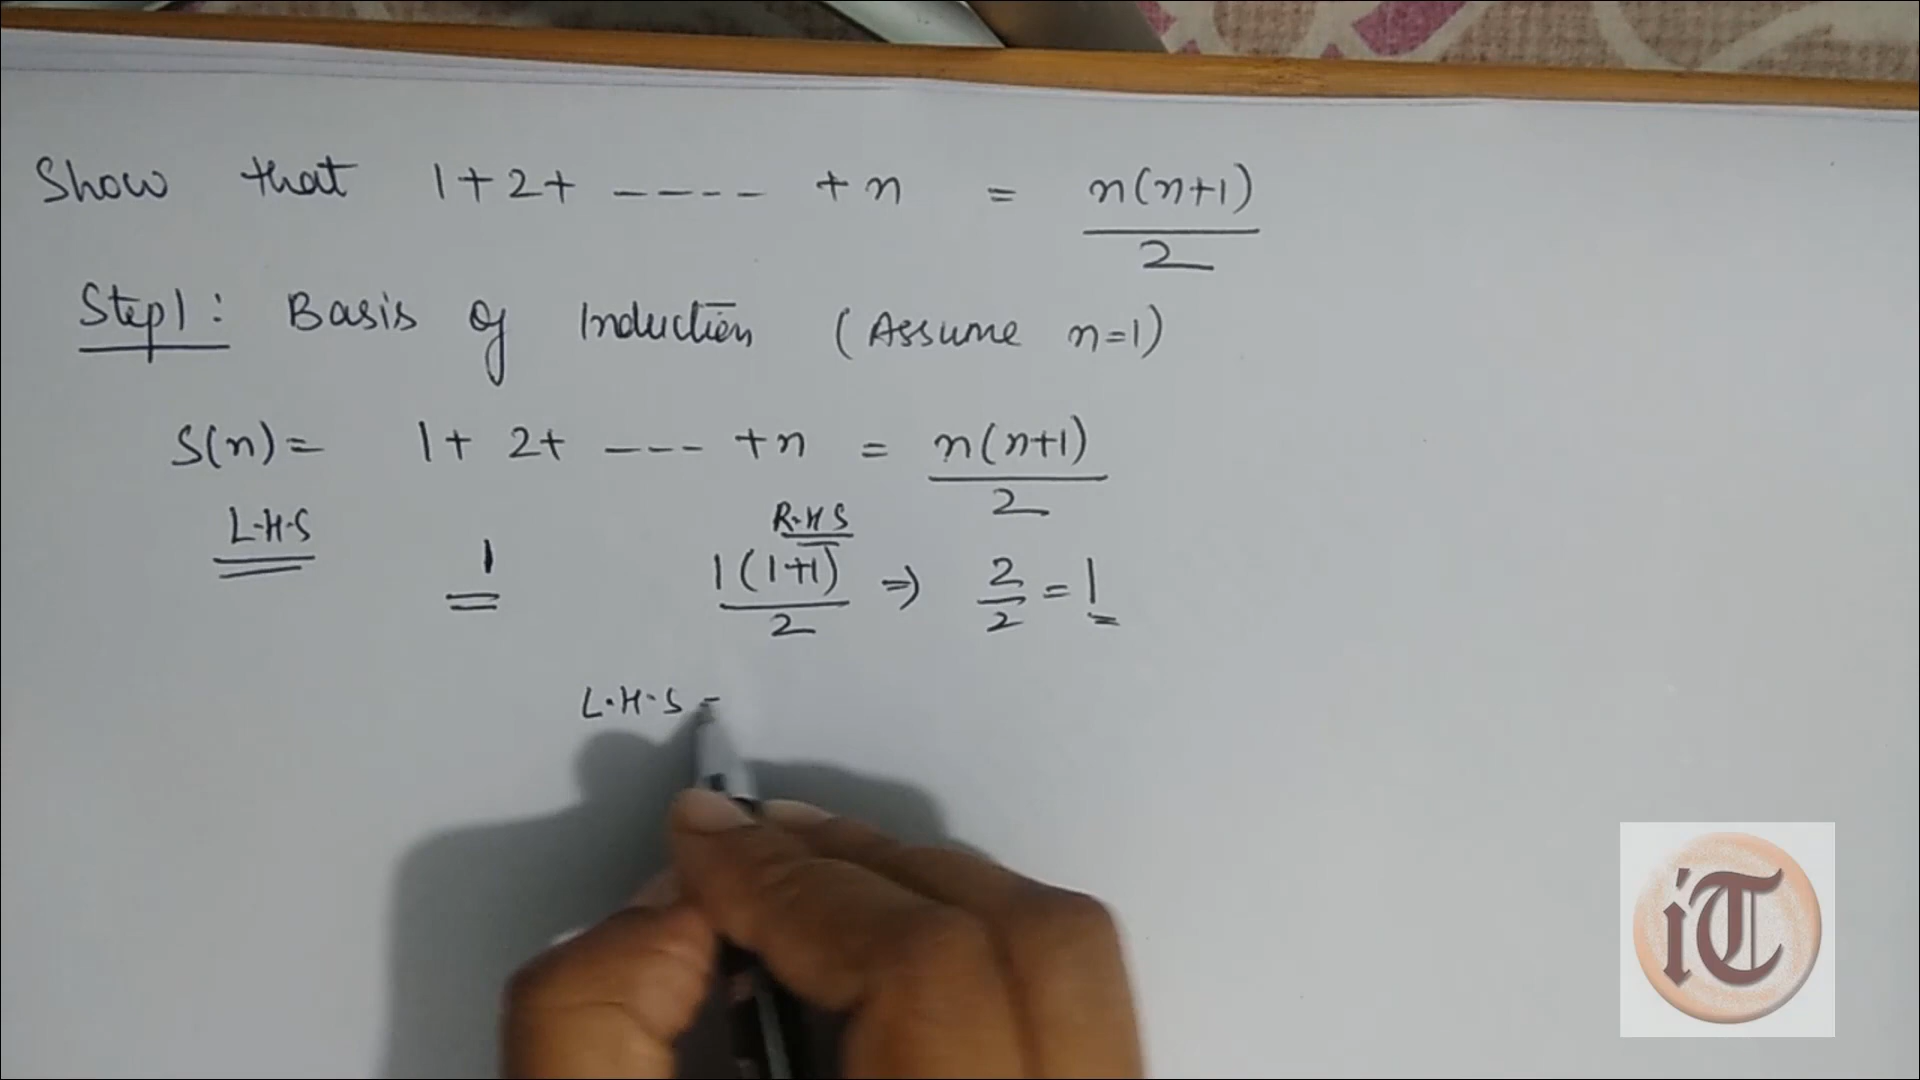 Show that 1+2+ ---- +n = n(n+1)/2
Step1: Basis of Induction (Assume n=1)
S(n)= 1+ 2+ --- +n = n(n+1)/2
L.H.S R.H.S
1 1(1+1)/2 => 2/2 = 1
L.H.S =
iT